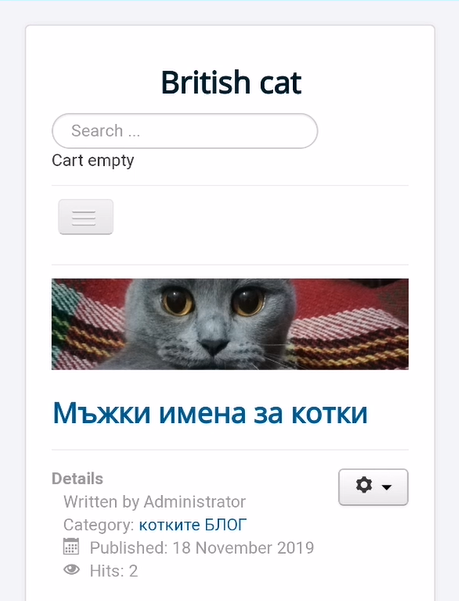 British cat
Search ...
Cart empty
Мъжки имена за котки
Details
Written by Administrator
Category: котките БЛОГ
Published: 18 November 2019
Hits: 2